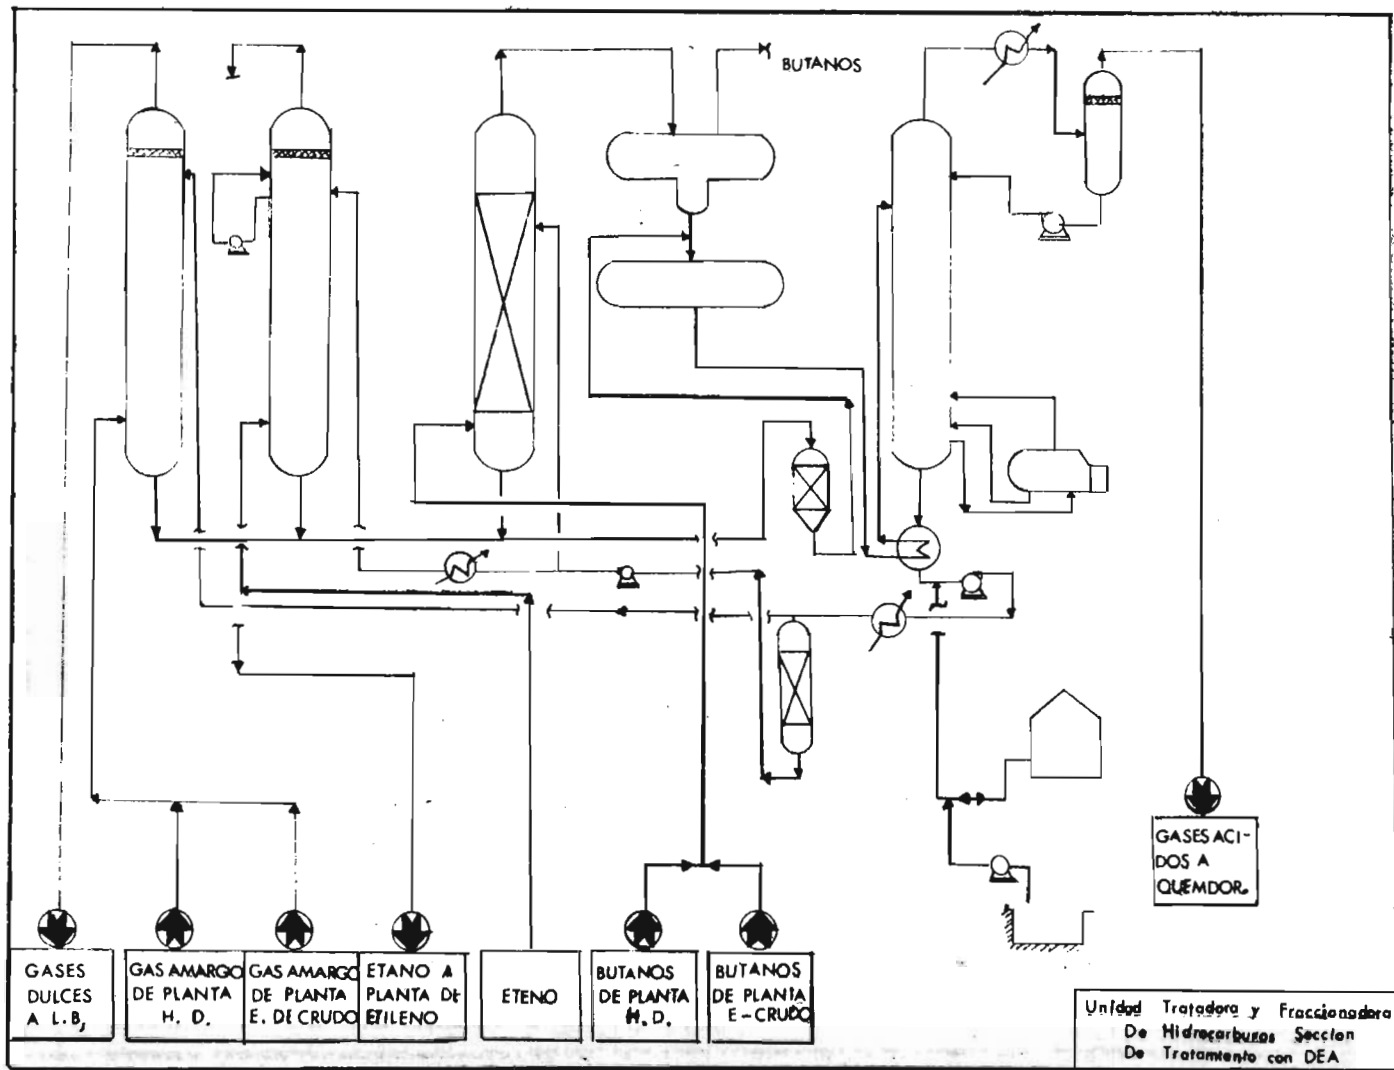 BUTANOS
GASES ACI-
DOS A
QUEMDOR.
GASES
DULCES
A L.B,
GAS AMARGO
DE PLANTA
H. D.
GAS AMARGO
DE PLANTA
E. DE CRUDO
ETANO A
PLANTA DE
ETILENO
ETENO
BUTANOS
DE PLANTA
H. D.
BUTANOS
DE PLANTA
E-CRUDO
Unidad Tratadora y Fraccionadora
De Hidrocarburos Seccion
De Tratamiento con DEA